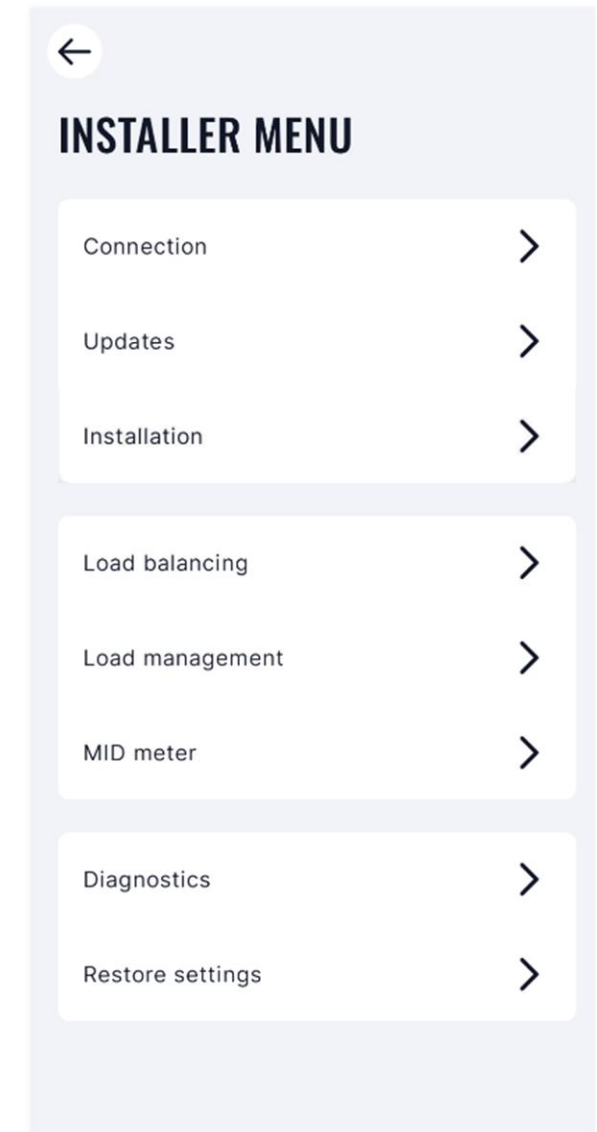 INSTALLER MENU
Connection
Updates
Installation
Load balancing
Load management
MID meter
Diagnostics
Restore settings